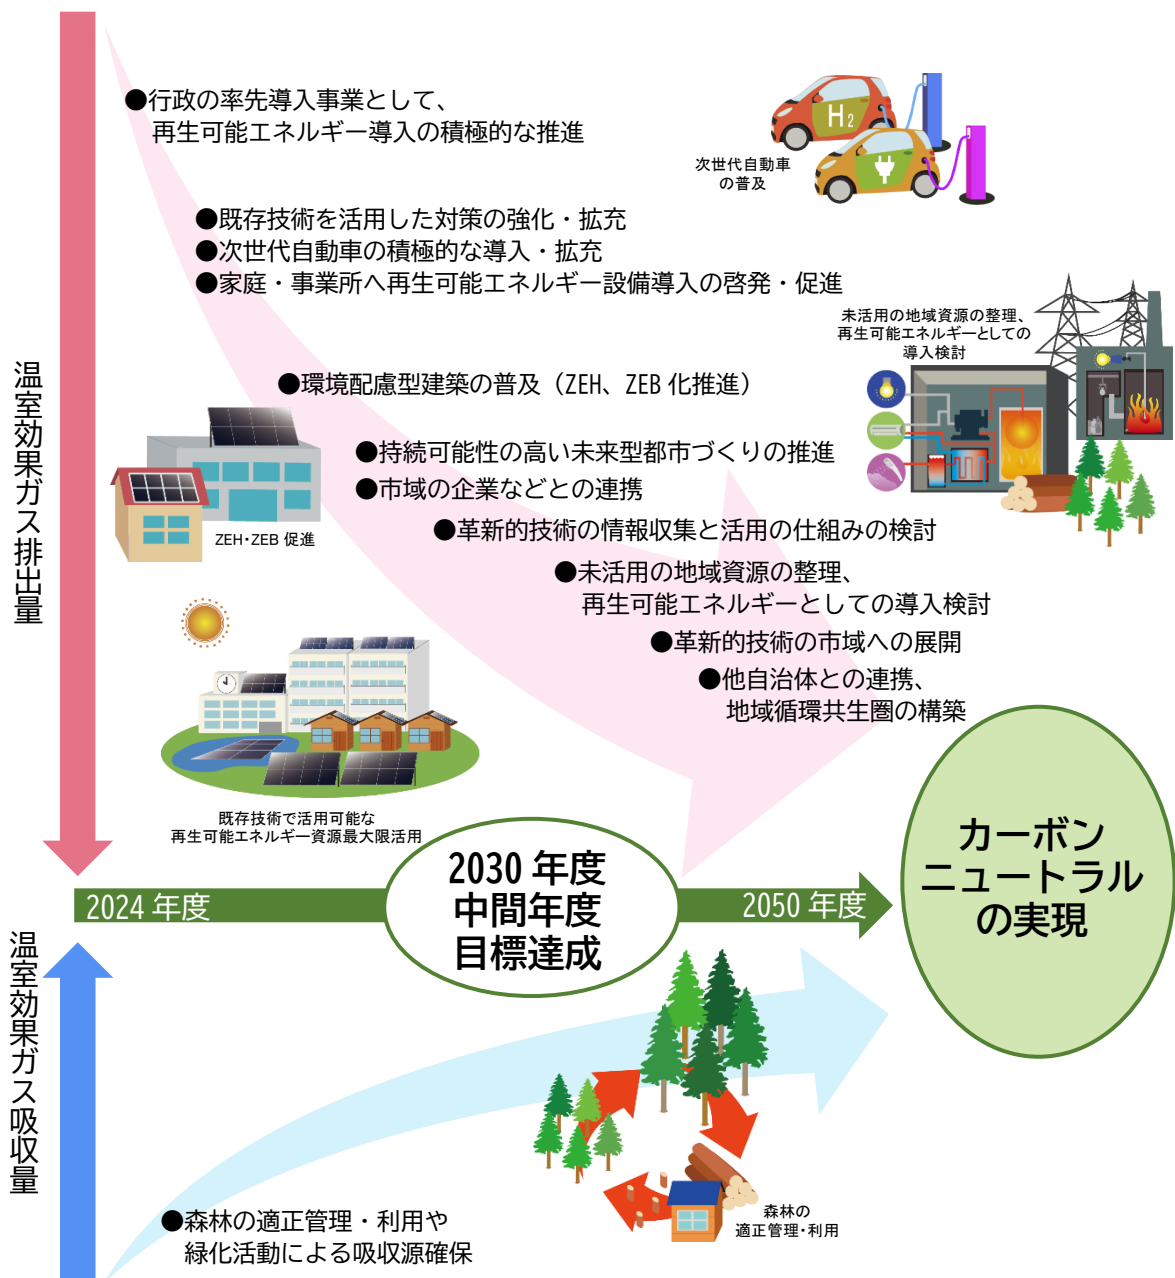 ●行政の率先導入事業として、
再生可能エネルギー導入の積極的な推進
H2
次世代自動車
の普及
●既存技術を活用した対策の強化・拡充
●次世代自動車の積極的な導入・拡充
●家庭・事業所へ再生可能エネルギー設備導入の啓発・促進
未活用の地域資源の整理、
再生可能エネルギーとしての
導入検討
温室効果ガス排出量
●環境配慮型建築の普及（ZEH、ZEB 化推進）
●持続可能性の高い未来型都市づくりの推進
●市域の企業などとの連携
ZEH・ZEB 促進
●革新的技術の情報収集と活用の仕組みの検討
●未活用の地域資源の整理、
再生可能エネルギーとしての導入検討
●革新的技術の市域への展開
●他自治体との連携、
地域循環共生圏の構築
既存技術で活用可能な
再生可能エネルギー資源最大限活用
2024 年度
2030 年度
中間年度
目標達成
2050 年度
カーボン
ニュートラル
の実現
温室効果ガス吸収量
●森林の適正管理・利用や
緑化活動による吸収源確保
森林の
適正管理・利用